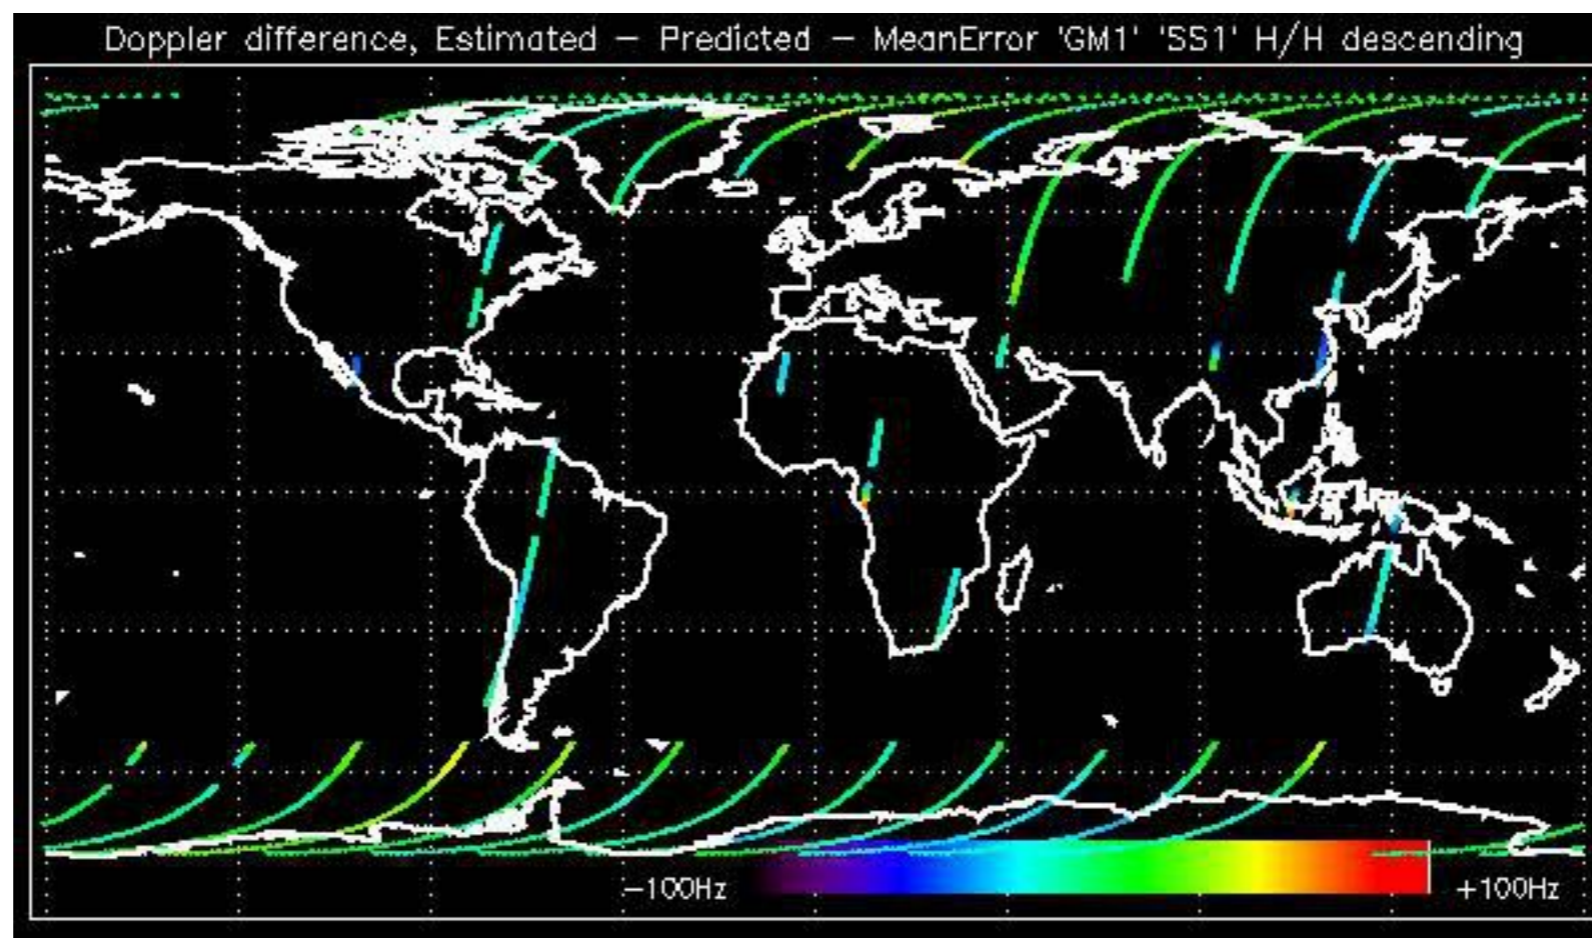 Doppler difference, Estimated − Predicted − MeanError 'GM1' 'SS1' H/H descending
−100Hz +100Hz